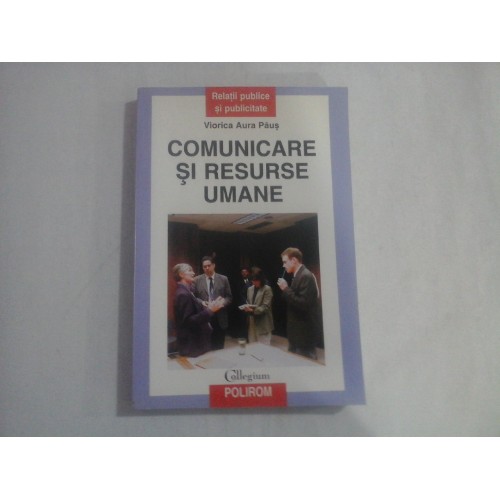 Relații publice
și publicitate
Viorica Aura Păuș
COMUNICARE
ȘI RESURSE
UMANE
Collegium
POLIROM